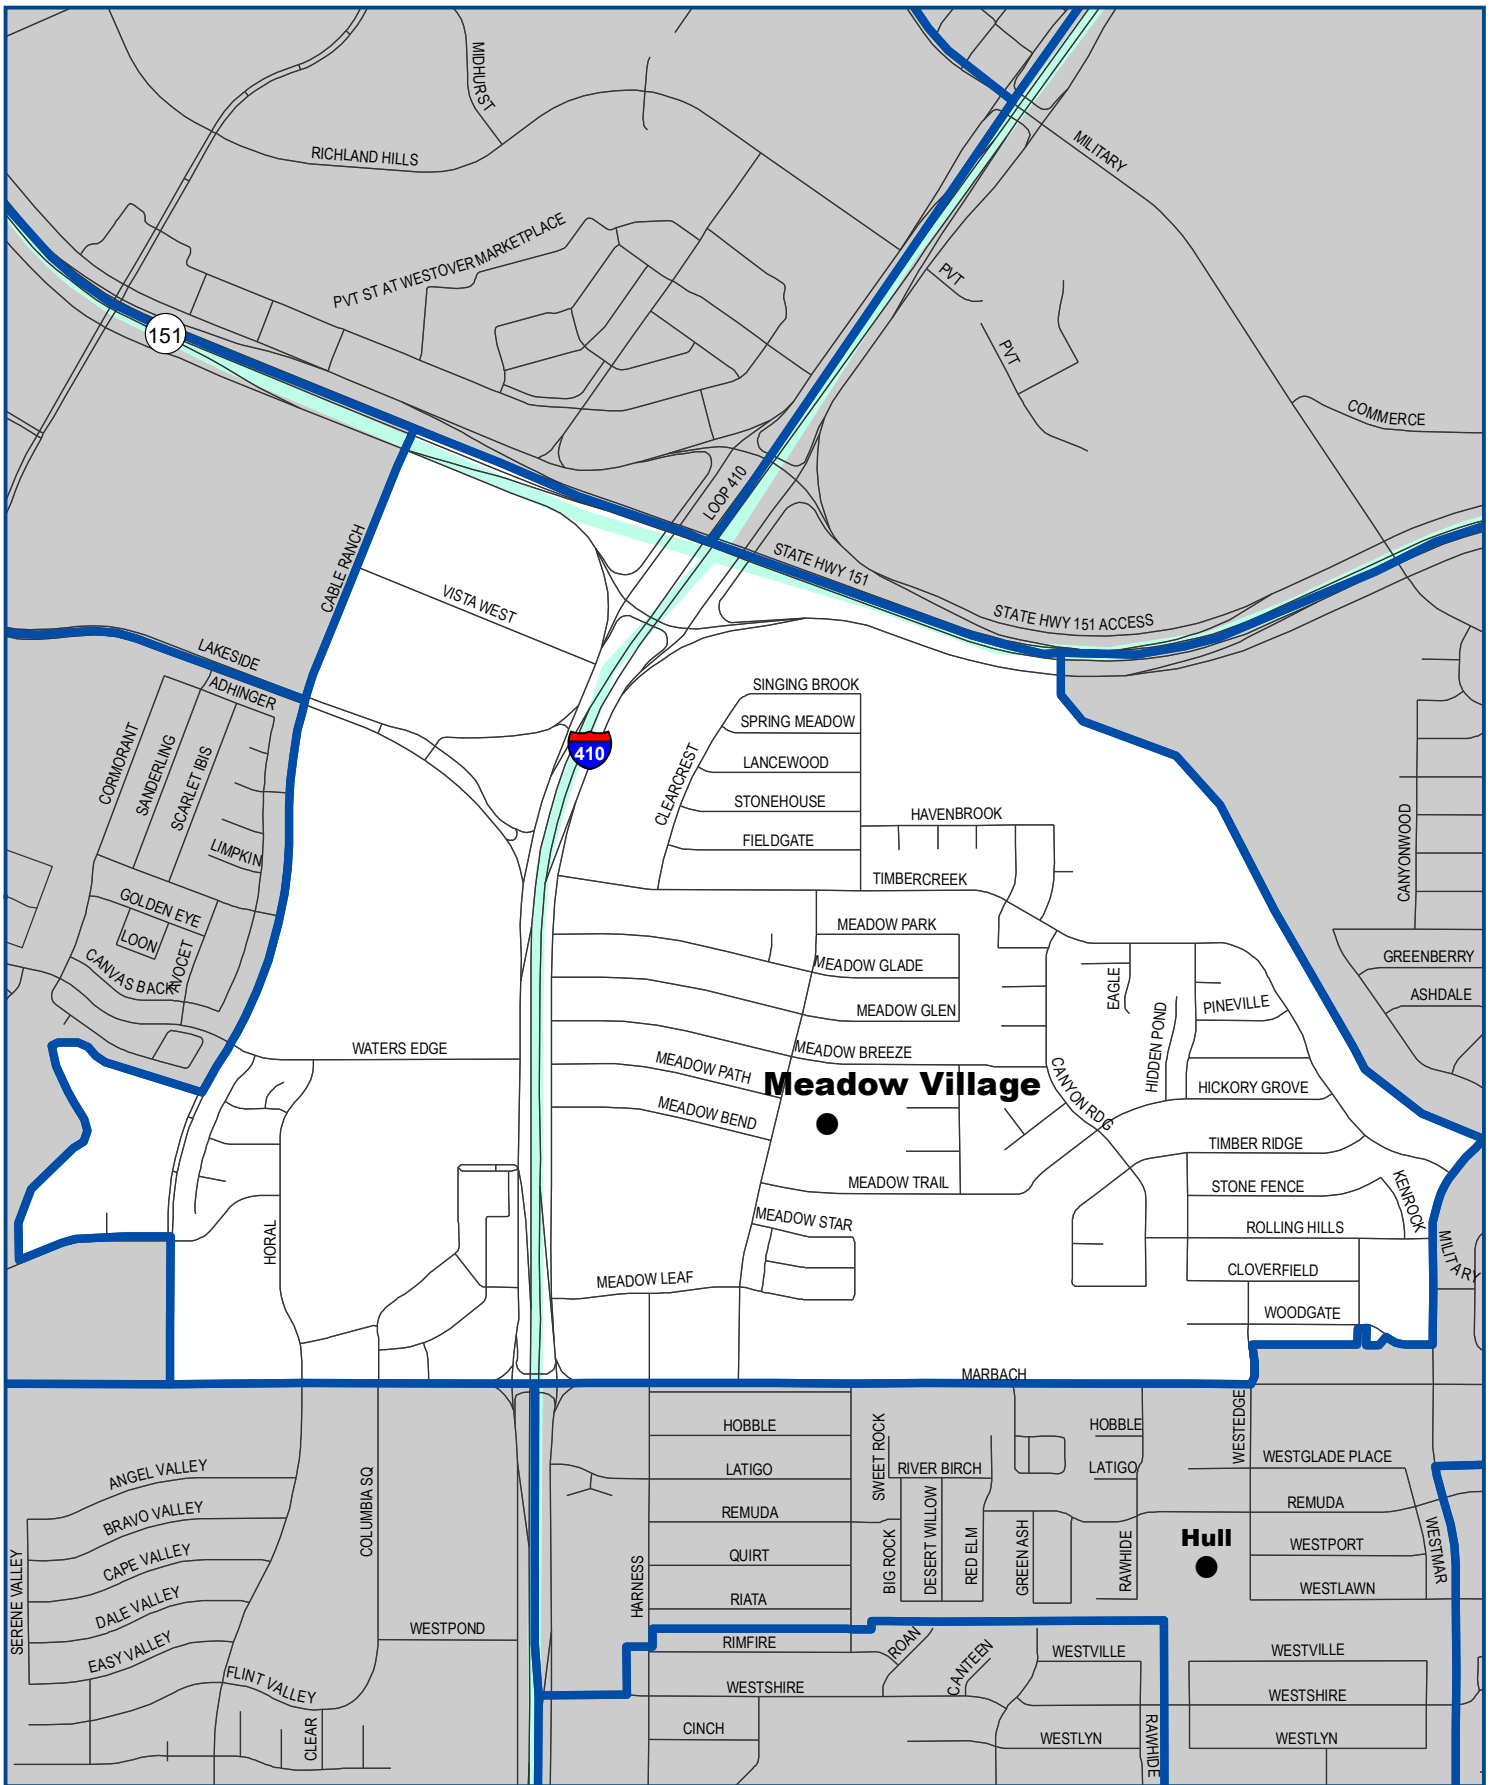 MIDHURST
RICHLAND HILLS
MILITARY
PVT ST AT WESTOVER MARKETPLACE
PVT
151
PVT
COMMERCE
LOOP 410
CABLE RANCH
STATE HWY 151
VISTA WEST
STATE HWY 151 ACCESS
LAKESIDE
ADHINGER
SINGING BROOK
SPRING MEADOW
CORMORANT
SANDERLING
SCARLET IBIS
410
LANCEWOOD
CLEARCREST
STONEHOUSE
HAVENBROOK
FIELDGATE
LIMPKIN
CANYONWOOD
TIMBERCREEK
GOLDEN EYE
MEADOW PARK
LOON
AVOCET
CANVAS BACK
MEADOW GLADE
GREENBERRY
EAGLE
ASHDALE
MEADOW GLEN
PINEVILLE
HIDDEN POND
WATERS EDGE
MEADOW BREEZE
MEADOW PATH
Meadow Village
CANYON RDG
HICKORY GROVE
MEADOW BEND
TIMBER RIDGE
MEADOW TRAIL
STONE FENCE
KENROCK
MEADOW STAR
ROLLING HILLS
HORAL
MILITARY
MEADOW LEAF
CLOVERFIELD
WOODGATE
MARBACH
HOBBLE
SWEET ROCK
HOBBLE
WESTEDGE
ANGEL VALLEY
LATIGO
RIVER BIRCH
LATIGO
WESTGLADE PLACE
COLUMBIA SQ
BRAVO VALLEY
REMUDA
DESERT WILLOW
REMUDA
CAPE VALLEY
QUIRT
BIG ROCK
RED ELM
GREEN ASH
RAWHIDE
Hull
WESTPORT
WESTMAR
SERENE VALLEY
DALE VALLEY
HARNESS
RIATA
WESTLAWN
EASY VALLEY
WESTPOND
RIMFIRE
ROAN
CANTEEN
WESTVILLE
WESTVILLE
FLINT VALLEY
WESTSHIRE
WESTSHIRE
CLEAR
CINCH
WESTLYN
RAWHIDE
WESTLYN